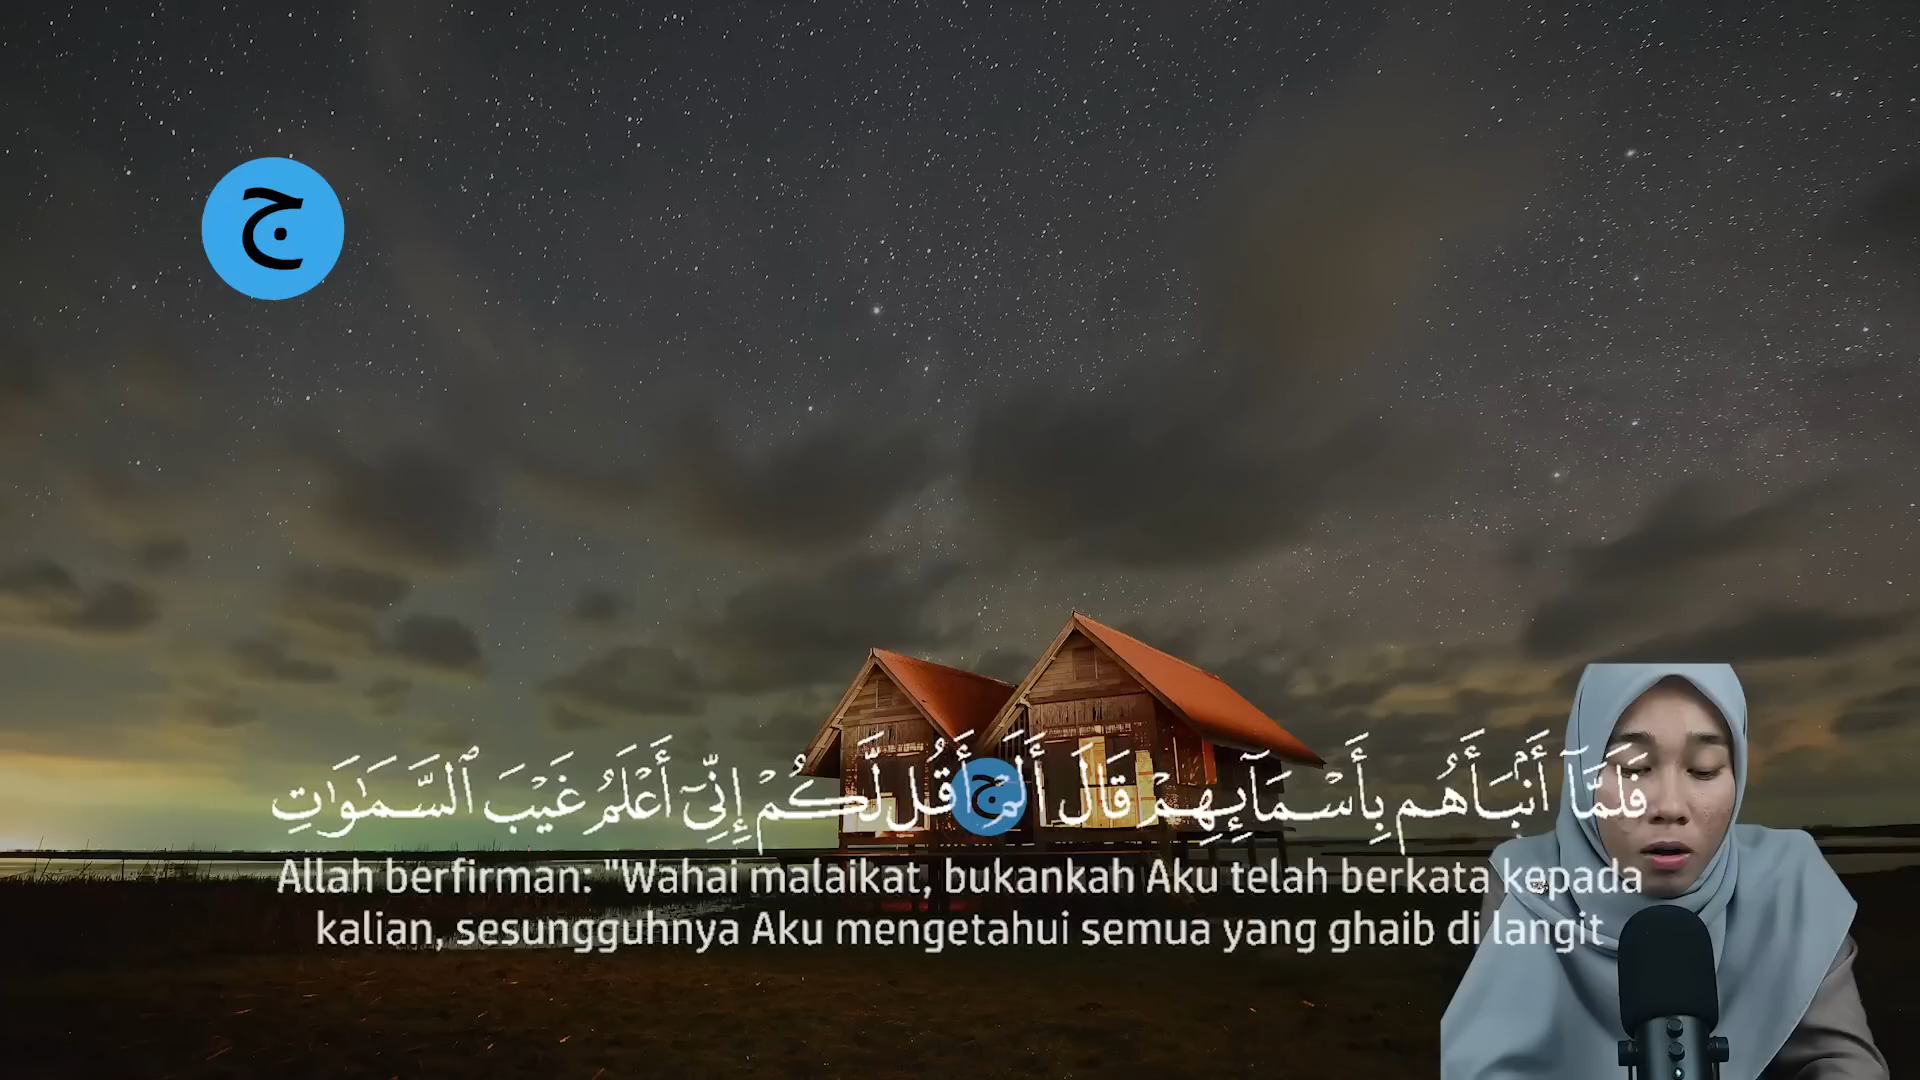 ج
فَلَمَّآ أَنۢبَأَهُم بِأَسْمَآئِهِمْ قَالَ أَلَمْ أَقُل لَّكُمْ إِنِّىٓ أَعْلَمُ غَيْبَ ٱلسَّمَٰوَٰتِ
ج
Allah berfirman: "Wahai malaikat, bukankah Aku telah berkata kepada
kalian, sesungguhnya Aku mengetahui semua yang ghaib di langit